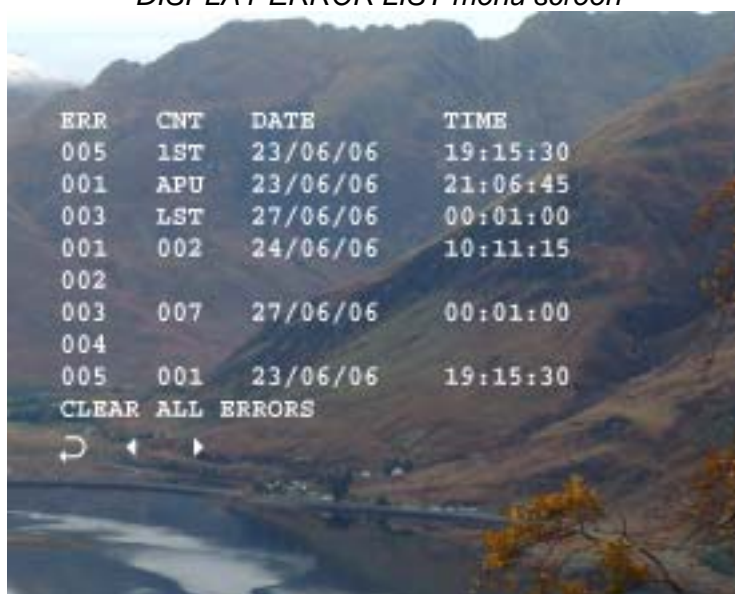 DISPLAY ERROR LIST menu screen
ERR CNT DATE TIME
005 1ST 23/06/06 19:15:30
001 APU 23/06/06 21:06:45
003 LST 27/06/06 00:01:00
001 002 24/06/06 10:11:15
002
003 007 27/06/06 00:01:00
004
005 001 23/06/06 19:15:30
CLEAR ALL ERRORS